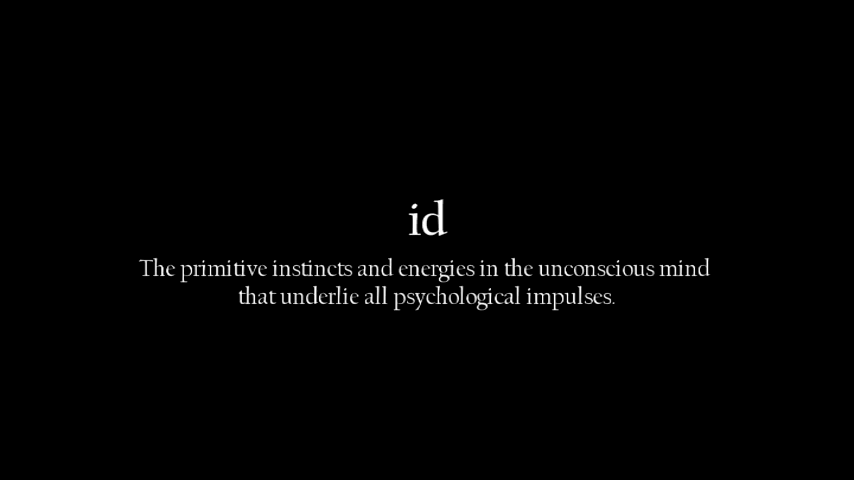 id
The primitive instincts and energies in the unconscious mind
that underlie all psychological impulses.